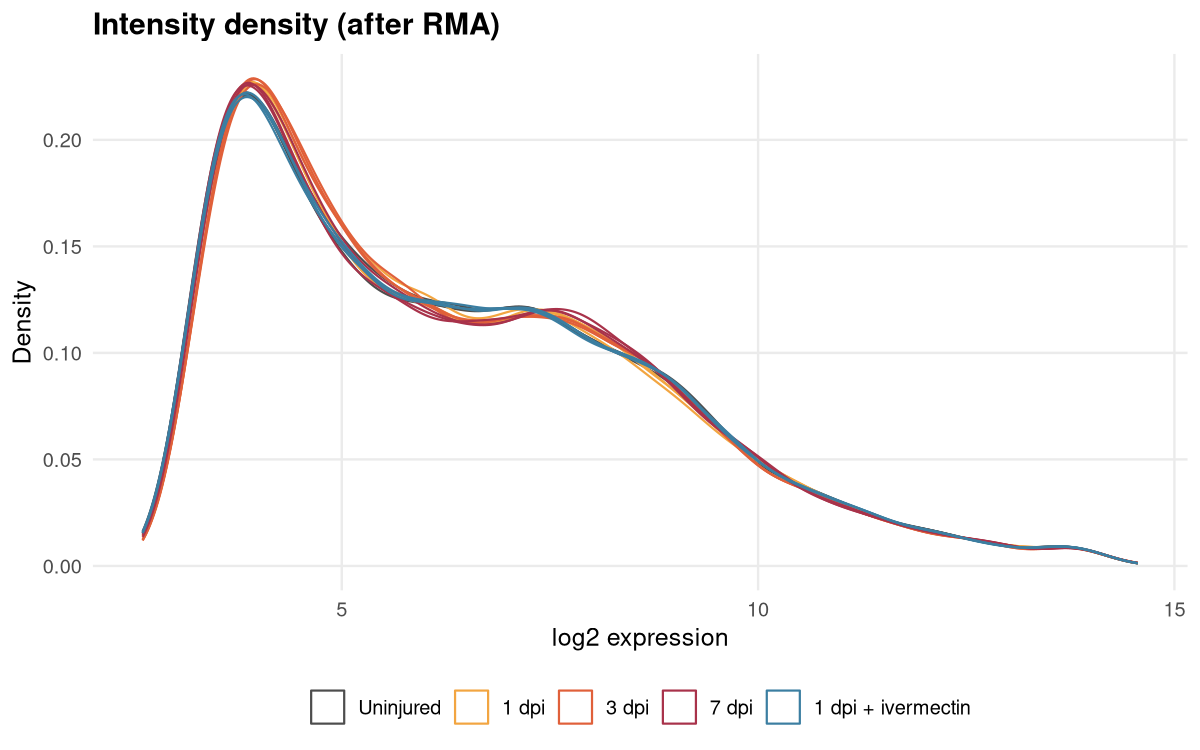 Intensity density (after RMA)
Density
0.20
0.15
0.10
0.05
0.00
5 10 15
log2 expression
Uninjured 1 dpi 3 dpi 7 dpi 1 dpi + ivermectin